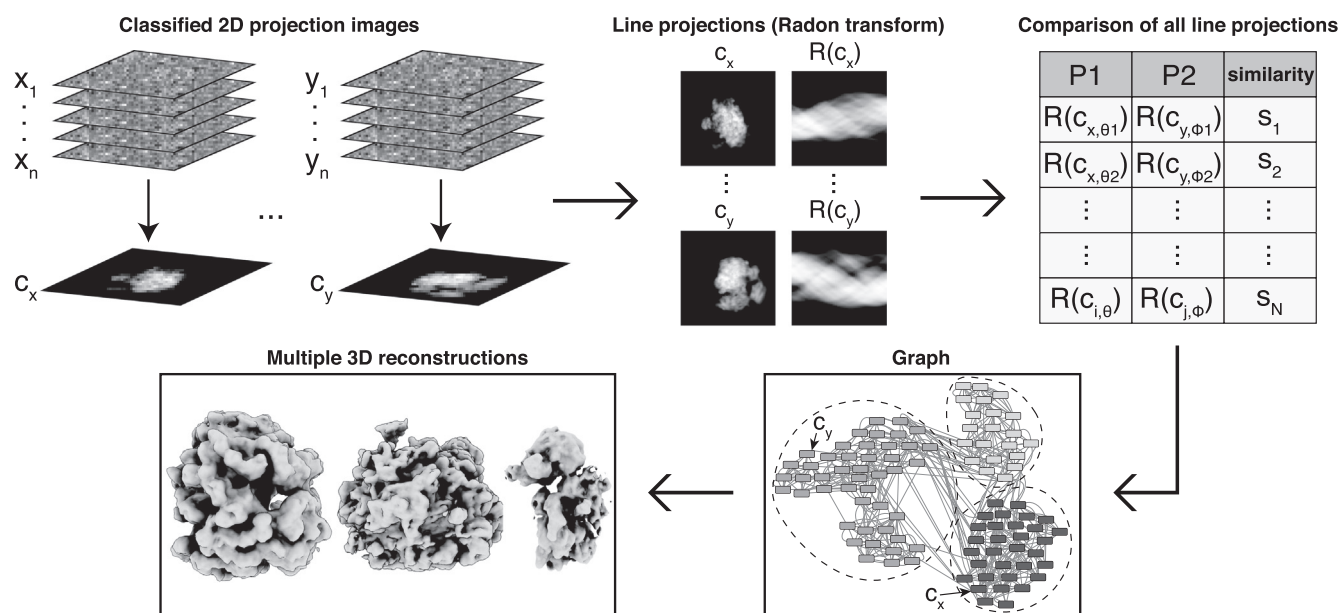 Classified 2D projection images
x1
⋮
xn
y1
⋮
yn
...
cx
cy
Line projections (Radon transform)
cx R(cx)
⋮ ⋮
cy R(cy)
Comparison of all line projections
P1 P2 similarity
R(cx,θ1) R(cy,Φ1) s1
R(cx,θ2) R(cy,Φ2) s2
⋮ ⋮ ⋮
⋮ ⋮ ⋮
R(ci,θ) R(cj,Φ) sN
Multiple 3D reconstructions
Graph
cy
cx